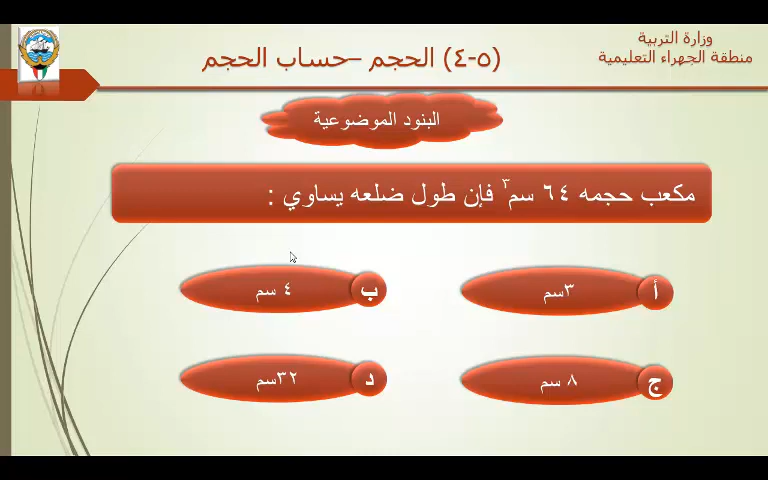 وزارة التربية
منطقة الجهراء التعليمية
(٥-٤) الحجم –حساب الحجم
البنود الموضوعية
مكعب حجمه ٦٤ سم³ فإن طول ضلعه يساوي :
أ ٣سم
ب ٤ سم
ج ٨ سم
د ٣٢سم